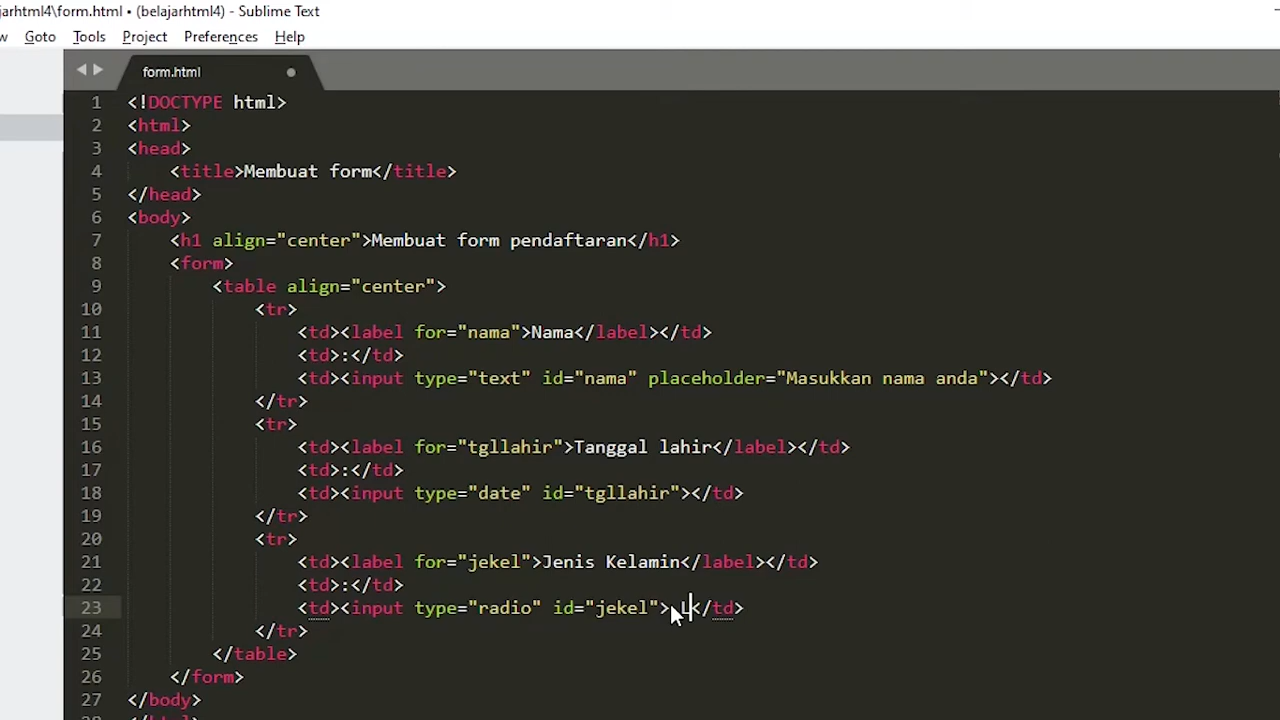 jarhtml4\form.html • (belajarhtml4) - Sublime Text
w Goto Tools Project Preferences Help
form.html
1 <!DOCTYPE html>
2 <html>
3 <head>
4 <title>Membuat form</title>
5 </head>
6 <body>
7 <h1 align="center">Membuat form pendaftaran</h1>
8 <form>
9 <table align="center">
10 <tr>
11 <td><label for="nama">Nama</label></td>
12 <td>:</td>
13 <td><input type="text" id="nama" placeholder="Masukkan nama anda"></td>
14 </tr>
15 <tr>
16 <td><label for="tgllahir">Tanggal lahir</label></td>
17 <td>:</td>
18 <td><input type="date" id="tgllahir"></td>
19 </tr>
20 <tr>
21 <td><label for="jekel">Jenis Kelamin</label></td>
22 <td>:</td>
23 <td><input type="radio" id="jekel"> L</td>
24 </tr>
25 </table>
26 </form>
27 </body>